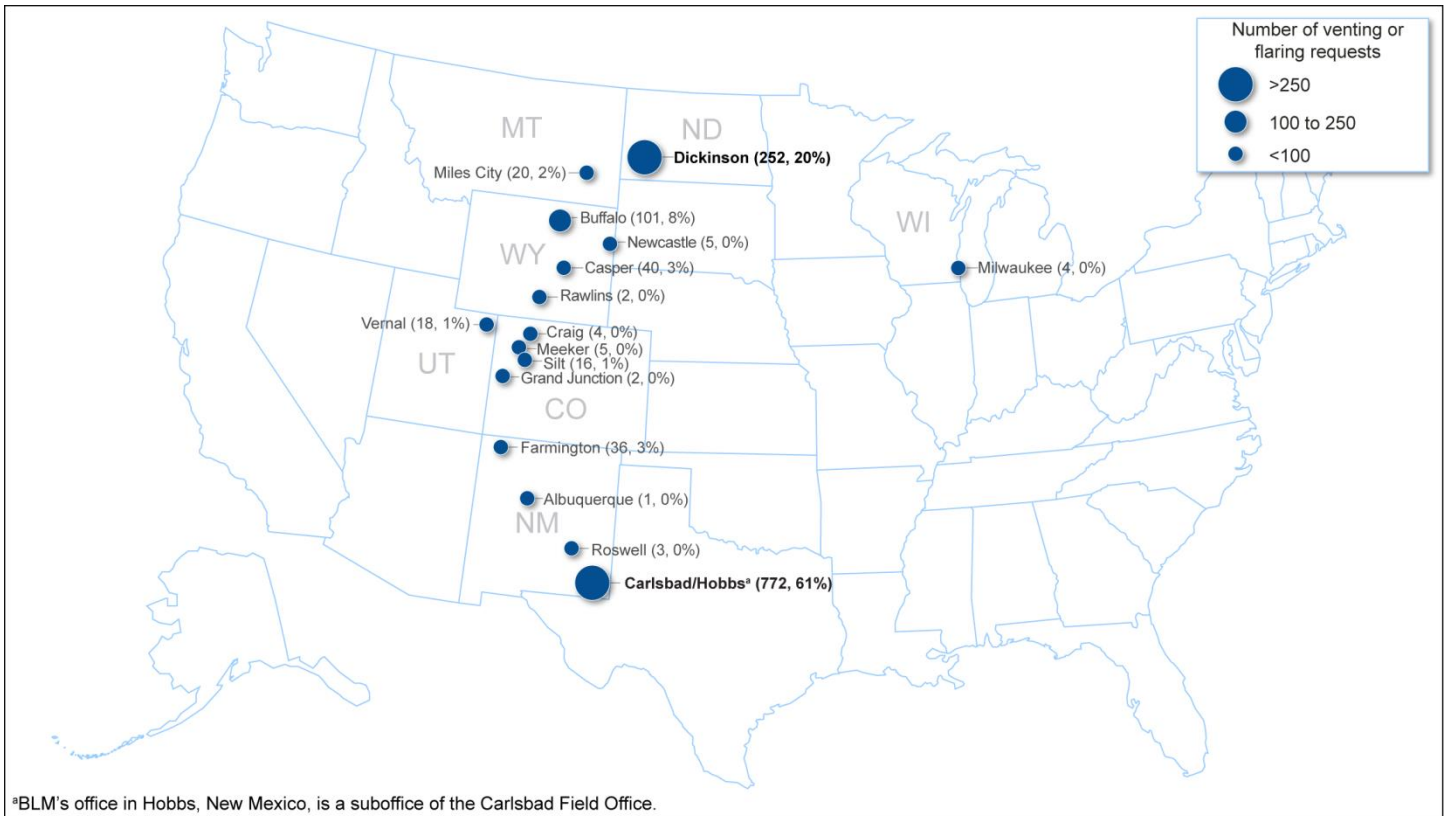 Number of venting or
flaring requests
>250
100 to 250
<100
MT
ND
Dickinson (252, 20%)
Miles City (20, 2%)
Buffalo (101, 8%)
WI
Newcastle (5, 0%)
WY
Casper (40, 3%)
Milwaukee (4, 0%)
Rawlins (2, 0%)
Vernal (18, 1%)
Craig (4, 0%)
Meeker (5, 0%)
Silt (16, 1%)
UT
Grand Junction (2, 0%)
CO
Farmington (36, 3%)
Albuquerque (1, 0%)
NM
Roswell (3, 0%)
Carlsbad/Hobbsᵃ (772, 61%)
ᵃBLM’s office in Hobbs, New Mexico, is a suboffice of the Carlsbad Field Office.